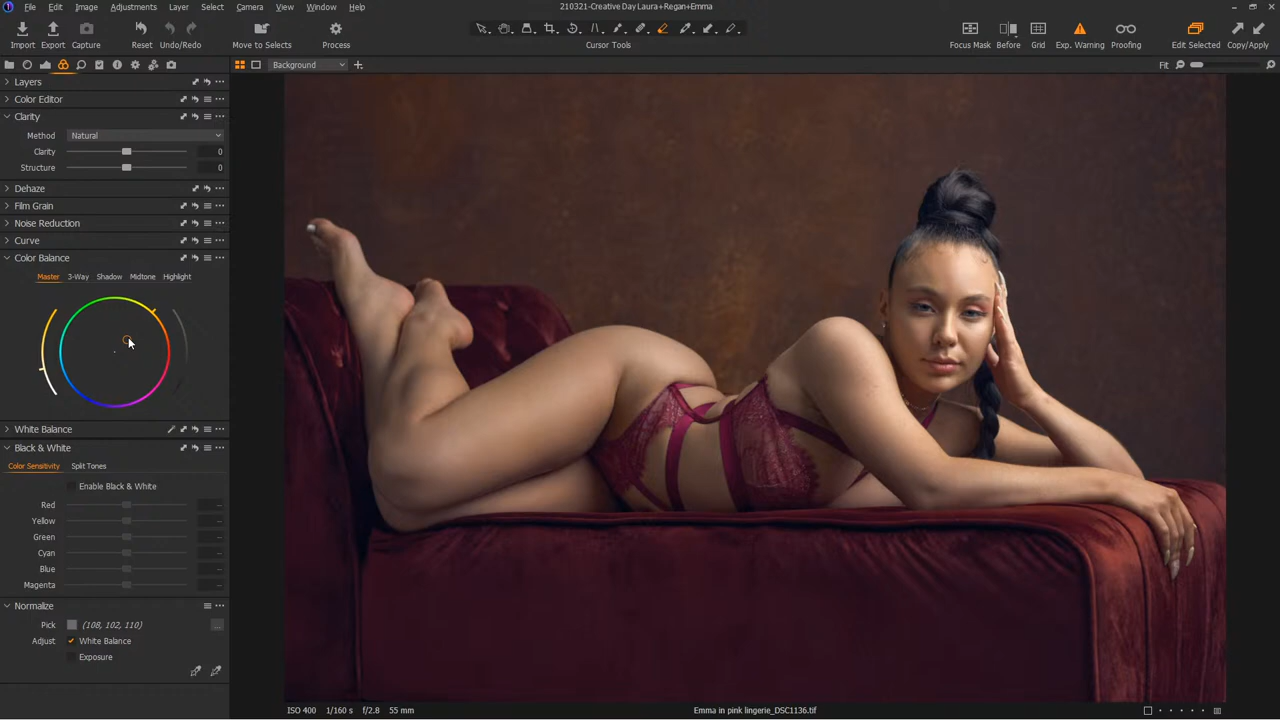 File Edit Image Adjustments Layer Select Camera View Window Help
210321-Creative Day Laura+Regan+Emma
Import Export Capture Reset Undo/Redo Move to Selects Process Cursor Tools Focus Mask Before Grid Exp. Warning Proofing Edit Selected Copy/Apply
Background
Fit
Layers
Color Editor
Clarity
Method Natural
Clarity 0
Structure 0
Dehaze
Film Grain
Noise Reduction
Curve
Color Balance
Master 3-Way Shadow Midtone Highlight
White Balance
Black & White
Color Sensitivity Split Tones
Enable Black & White
Red --
Yellow --
Green --
Cyan --
Blue --
Magenta --
Normalize
Pick (108, 102, 110) ...
Adjust White Balance
Exposure
ISO 400 1/160 s f/2.8 55 mm
Emma in pink lingerie_DSC1136.tif